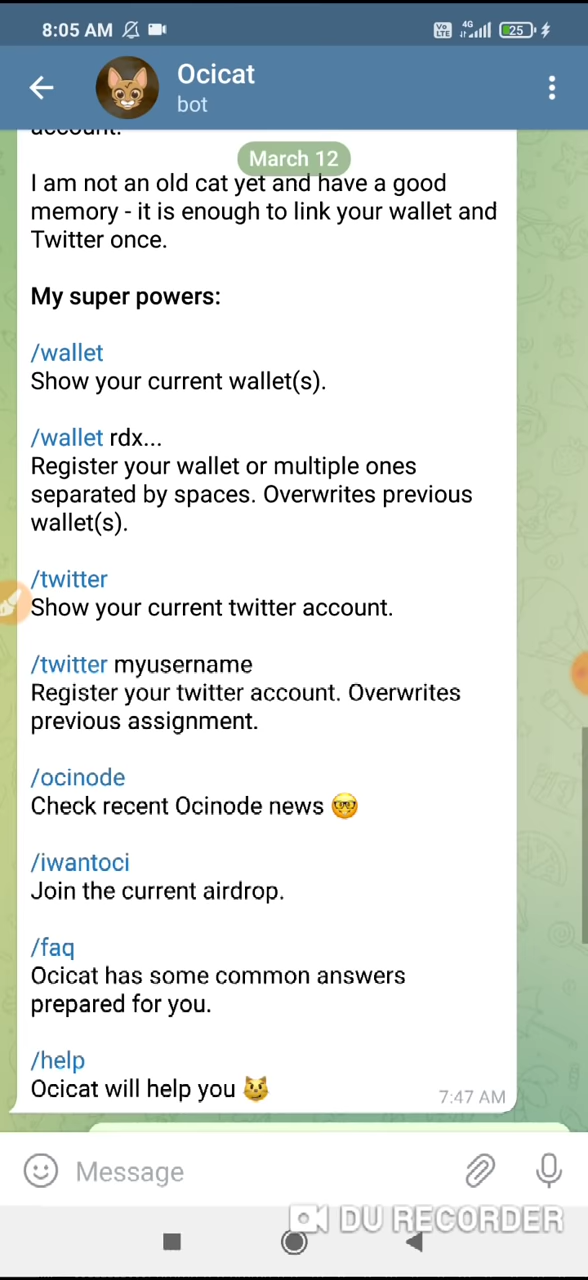 8:05 AM
Vo LTE 4G 25
Ocicat
bot
account.
March 12
I am not an old cat yet and have a good
memory - it is enough to link your wallet and
Twitter once.
My super powers:
/wallet
Show your current wallet(s).
/wallet rdx...
Register your wallet or multiple ones
separated by spaces. Overwrites previous
wallet(s).
/twitter
Show your current twitter account.
/twitter myusername
Register your twitter account. Overwrites
previous assignment.
/ocinode
Check recent Ocinode news 🤓
/iwantoci
Join the current airdrop.
/faq
Ocicat has some common answers
prepared for you.
/help
Ocicat will help you 😼
7:47 AM
Message
DU RECORDER